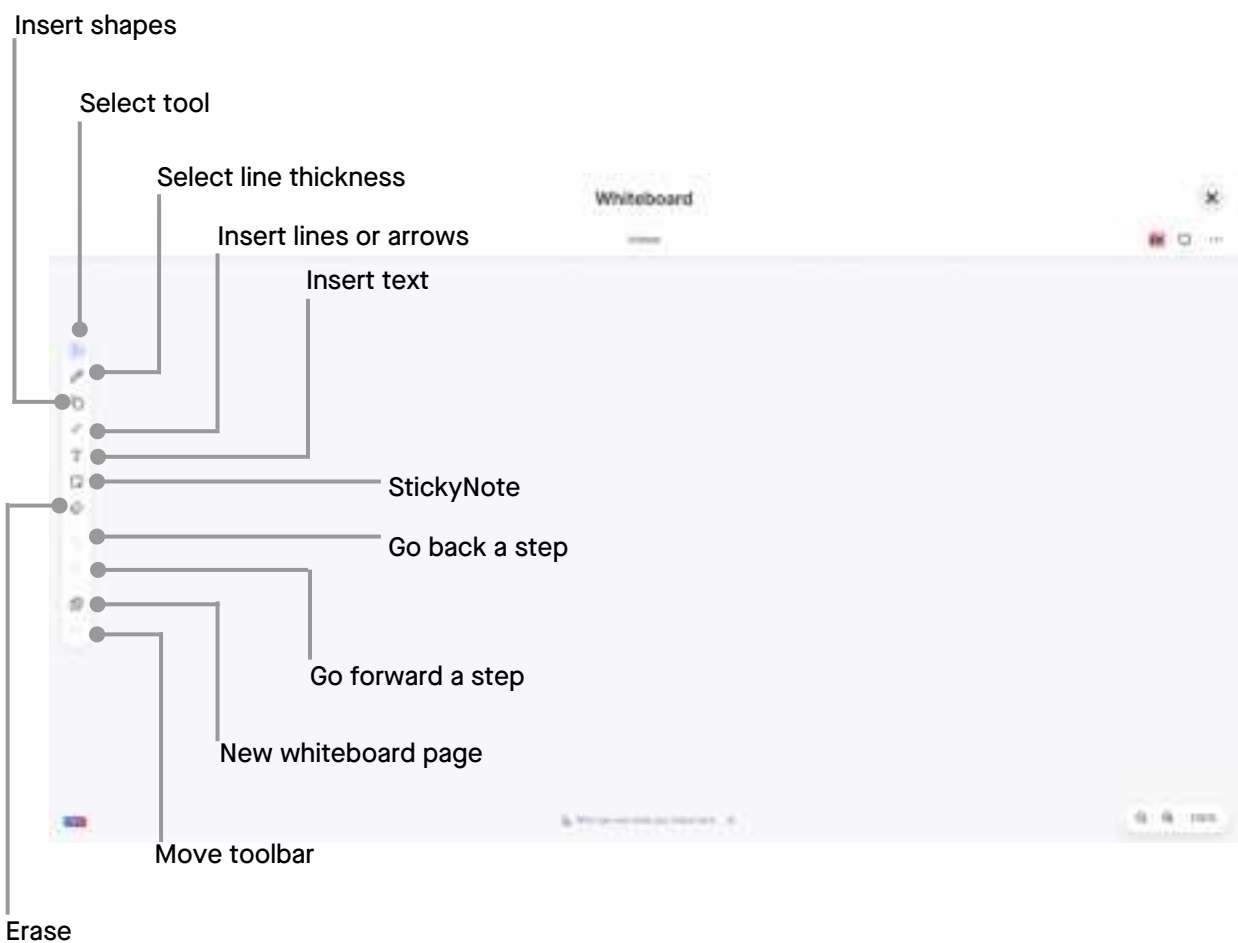 Insert shapes
Select tool
Select line thickness
Whiteboard
Insert lines or arrows
Insert text
T
StickyNote
Go back a step
Go forward a step
New whiteboard page
Move toolbar
Erase